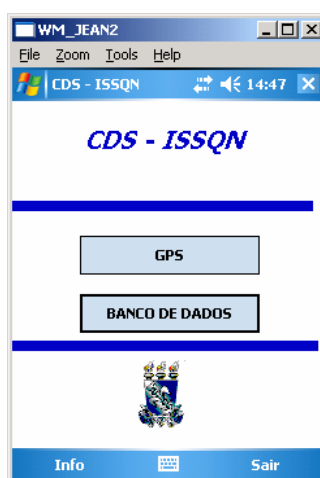 WM_JEAN2
File Zoom Tools Help
CDS - ISSQN 14:47
CDS - ISSQN
GPS
BANCO DE DADOS
Info Sair